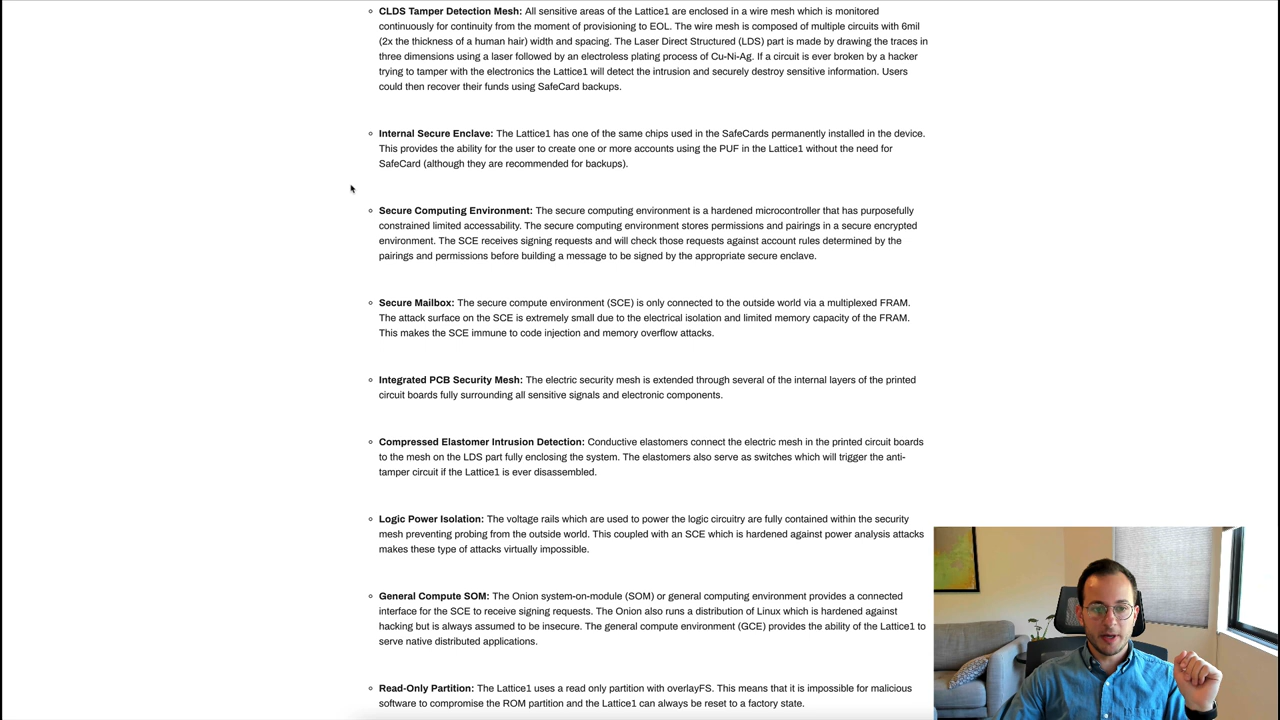 CLDS Tamper Detection Mesh: All sensitive areas of the Lattice1 are enclosed in a wire mesh which is monitored
continuously for continuity from the moment of provisioning to EOL. The wire mesh is composed of multiple circuits with 6mil
(2x the thickness of a human hair) width and spacing. The Laser Direct Structured (LDS) part is made by drawing the traces in
three dimensions using a laser followed by an electroless plating process of Cu-Ni-Ag. If a circuit is ever broken by a hacker
trying to tamper with the electronics the Lattice1 will detect the intrusion and securely destroy sensitive information. Users
could then recover their funds using SafeCard backups.
Internal Secure Enclave: The Lattice1 has one of the same chips used in the SafeCards permanently installed in the device.
This provides the ability for the user to create one or more accounts using the PUF in the Lattice1 without the need for
SafeCard (although they are recommended for backups).
Secure Computing Environment: The secure computing environment is a hardened microcontroller that has purposefully
constrained limited accessability. The secure computing environment stores permissions and pairings in a secure encrypted
environment. The SCE receives signing requests and will check those requests against account rules determined by the
pairings and permissions before building a message to be signed by the appropriate secure enclave.
Secure Mailbox: The secure compute environment (SCE) is only connected to the outside world via a multiplexed FRAM.
The attack surface on the SCE is extremely small due to the electrical isolation and limited memory capacity of the FRAM.
This makes the SCE immune to code injection and memory overflow attacks.
Integrated PCB Security Mesh: The electric security mesh is extended through several of the internal layers of the printed
circuit boards fully surrounding all sensitive signals and electronic components.
Compressed Elastomer Intrusion Detection: Conductive elastomers connect the electric mesh in the printed circuit boards
to the mesh on the LDS part fully enclosing the system. The elastomers also serve as switches which will trigger the anti-
tamper circuit if the Lattice1 is ever disassembled.
Logic Power Isolation: The voltage rails which are used to power the logic circuitry are fully contained within the security
mesh preventing probing from the outside world. This coupled with an SCE which is hardened against power analysis attacks
makes these type of attacks virtually impossible.
General Compute SOM: The Onion system-on-module (SOM) or general computing environment provides a connected
interface for the SCE to receive signing requests. The Onion also runs a distribution of Linux which is hardened against
hacking but is always assumed to be insecure. The general compute environment (GCE) provides the ability of the Lattice1 to
serve native distributed applications.
Read-Only Partition: The Lattice1 uses a read only partition with overlayFS. This means that it is impossible for malicious
software to compromise the ROM partition and the Lattice1 can always be reset to a factory state.